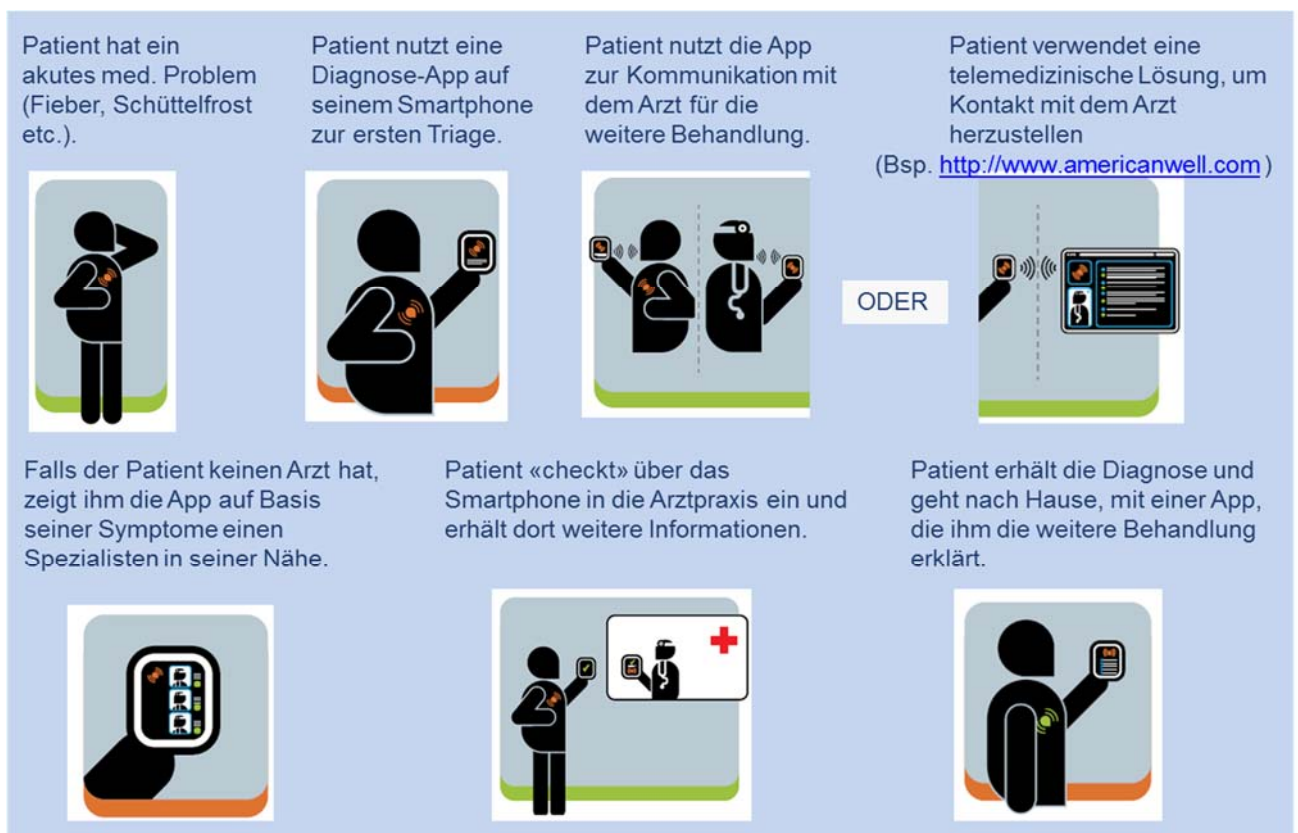 Patient hat ein
akutes med. Problem
(Fieber, Schüttelfrost
etc.).
Patient nutzt eine
Diagnose-App auf
seinem Smartphone
zur ersten Triage.
Patient nutzt die App
zur Kommunikation mit
dem Arzt für die
weitere Behandlung.
Patient verwendet eine
telemedizinische Lösung, um
Kontakt mit dem Arzt
herzustellen
(Bsp. http://www.americanwell.com )
ODER
Falls der Patient keinen Arzt hat,
zeigt ihm die App auf Basis
seiner Symptome einen
Spezialisten in seiner Nähe.
Patient «checkt» über das
Smartphone in die Arztpraxis ein und
erhält dort weitere Informationen.
Patient erhält die Diagnose und
geht nach Hause, mit einer App,
die ihm die weitere Behandlung
erklärt.